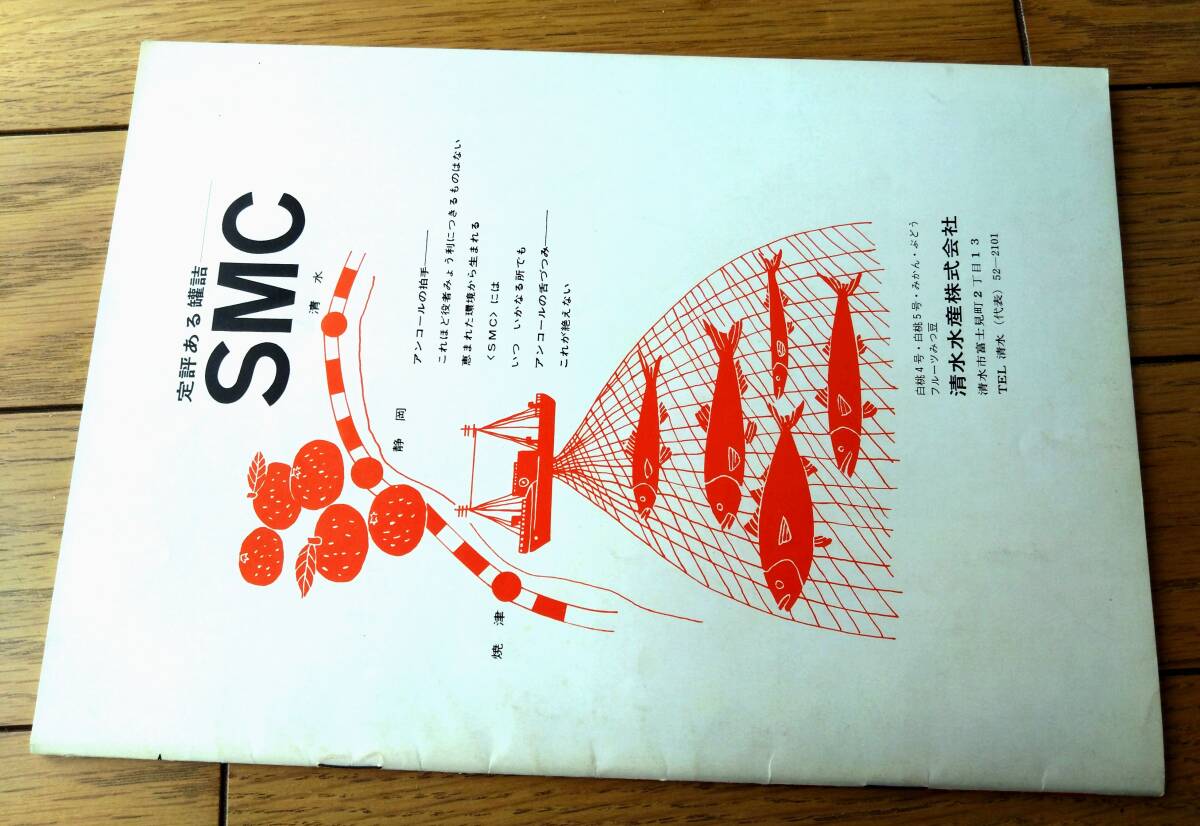 定評ある罐詰
SMC
清水
静岡
焼津
アンコールの拍手――
これほど役者みょう利につきるものはない
恵まれた環境から生まれる
〈SMC〉には
いつ いかなる所でも
アンコールの舌づつみ――
これが絶えない
白桃4号・白桃5号・みかん・ぶどう
フルーツみつ豆
清水水産株式会社
清水市富士見町2丁目13
TEL 清水 (代表) 52―2101